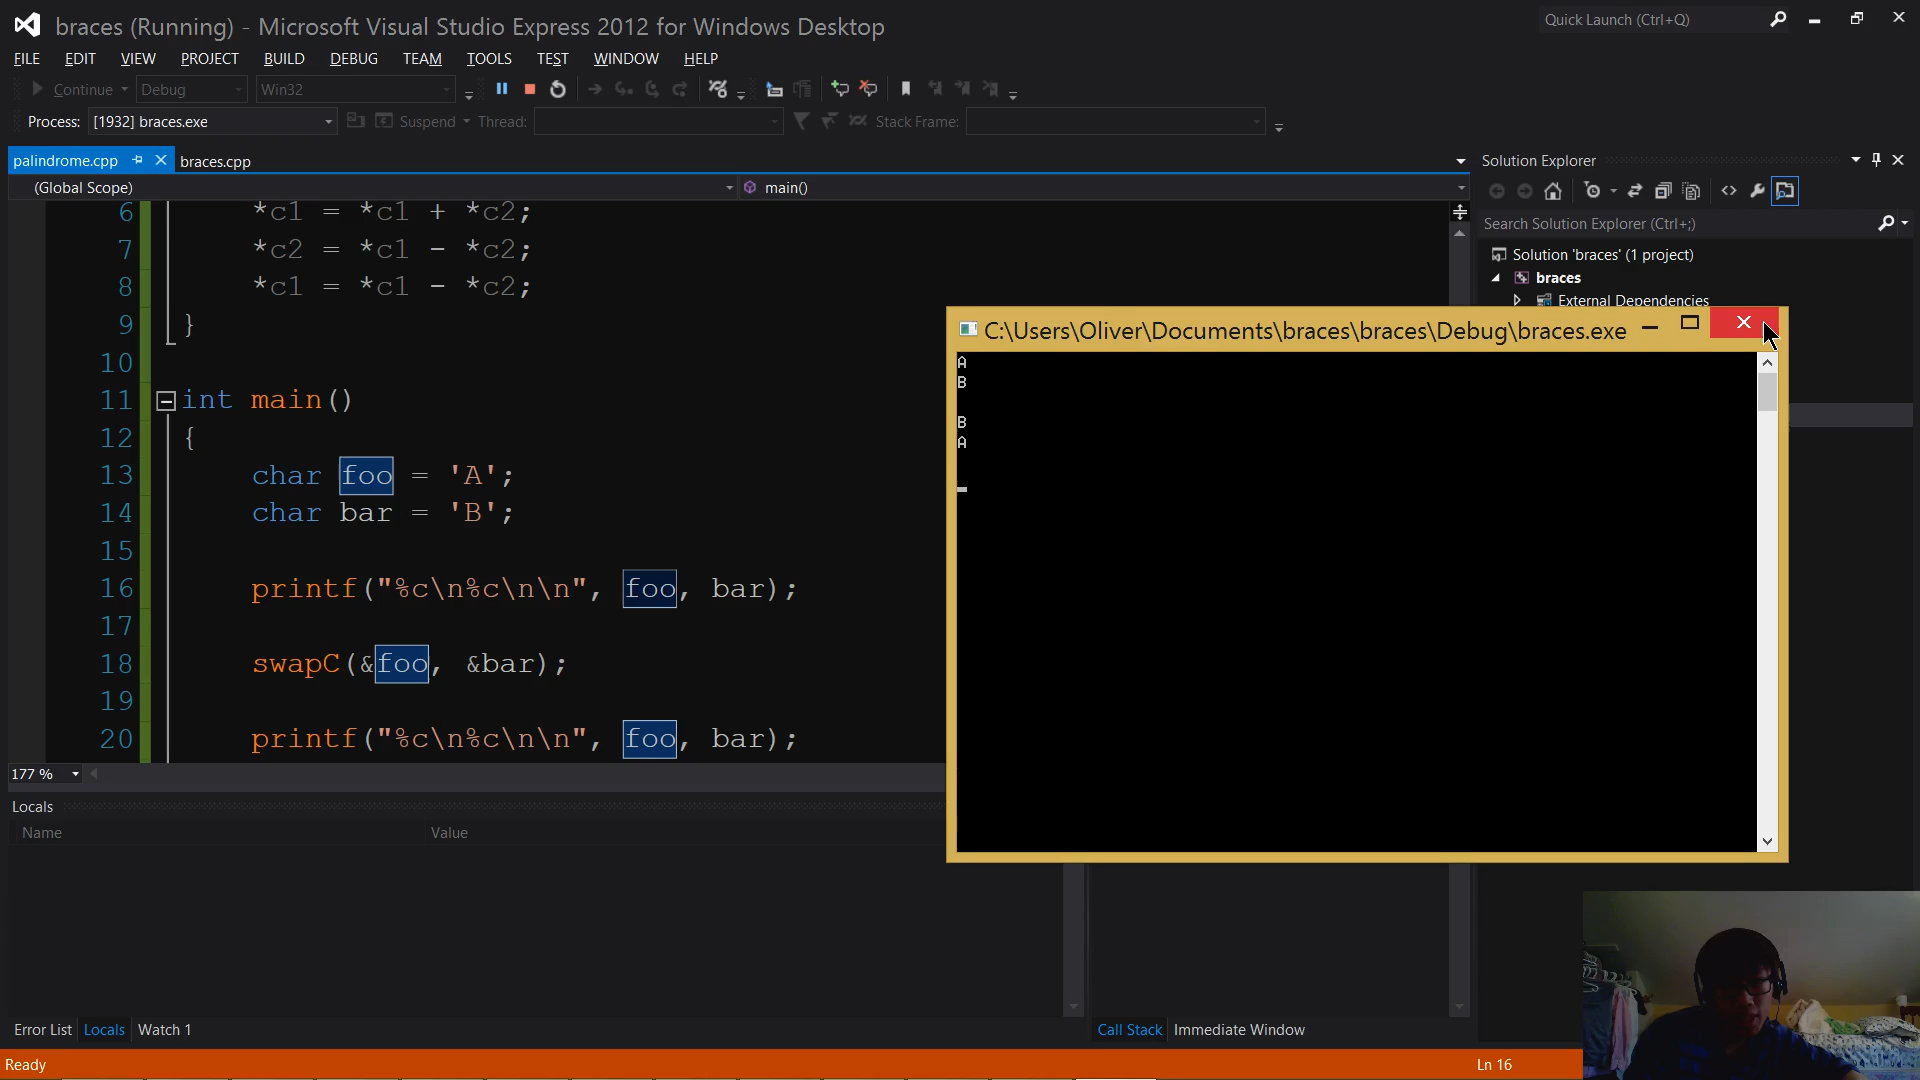 braces (Running) - Microsoft Visual Studio Express 2012 for Windows Desktop
Quick Launch (Ctrl+Q)
FILE EDIT VIEW PROJECT BUILD DEBUG TEAM TOOLS TEST WINDOW HELP
Continue Debug Win32
Process: [1932] braces.exe Suspend Thread: Stack Frame:
palindrome.cpp braces.cpp
(Global Scope) main()
6 *c1 = *c1 + *c2;
7 *c2 = *c1 - *c2;
8 *c1 = *c1 - *c2;
9 }
10
11 int main()
12 {
13 char foo = 'A';
14 char bar = 'B';
15
16 printf("%c\n%c\n\n", foo, bar);
17
18 swapC(&foo, &bar);
19
20 printf("%c\n%c\n\n", foo, bar);
177 %
Solution Explorer
Search Solution Explorer (Ctrl+;)
Solution 'braces' (1 project)
braces
External Dependencies
C:\Users\Oliver\Documents\braces\braces\Debug\braces.exe
A
B
B
A
Locals
Name Value
Error List Locals Watch 1
Call Stack Immediate Window
Ready
Ln 16